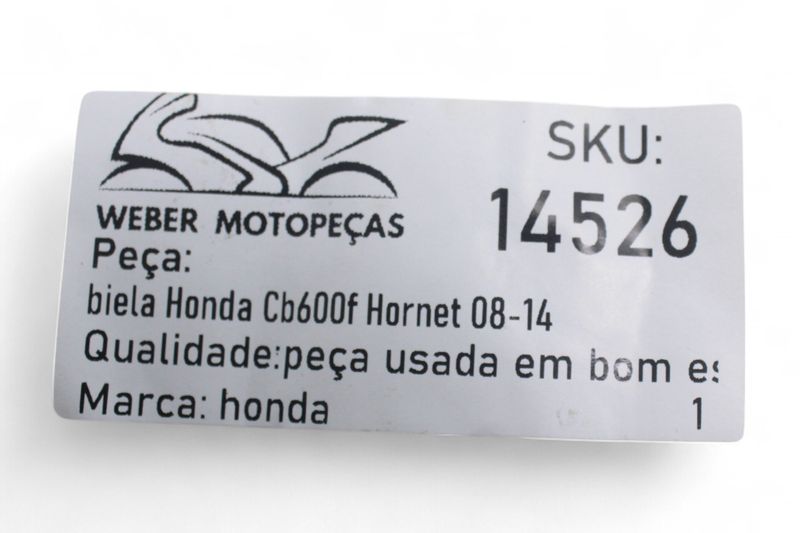 WEBER MOTOPEÇAS
SKU:
14526
Peça:
biela Honda Cb600f Hornet 08-14
Qualidade:peça usada em bom es
Marca: honda
1